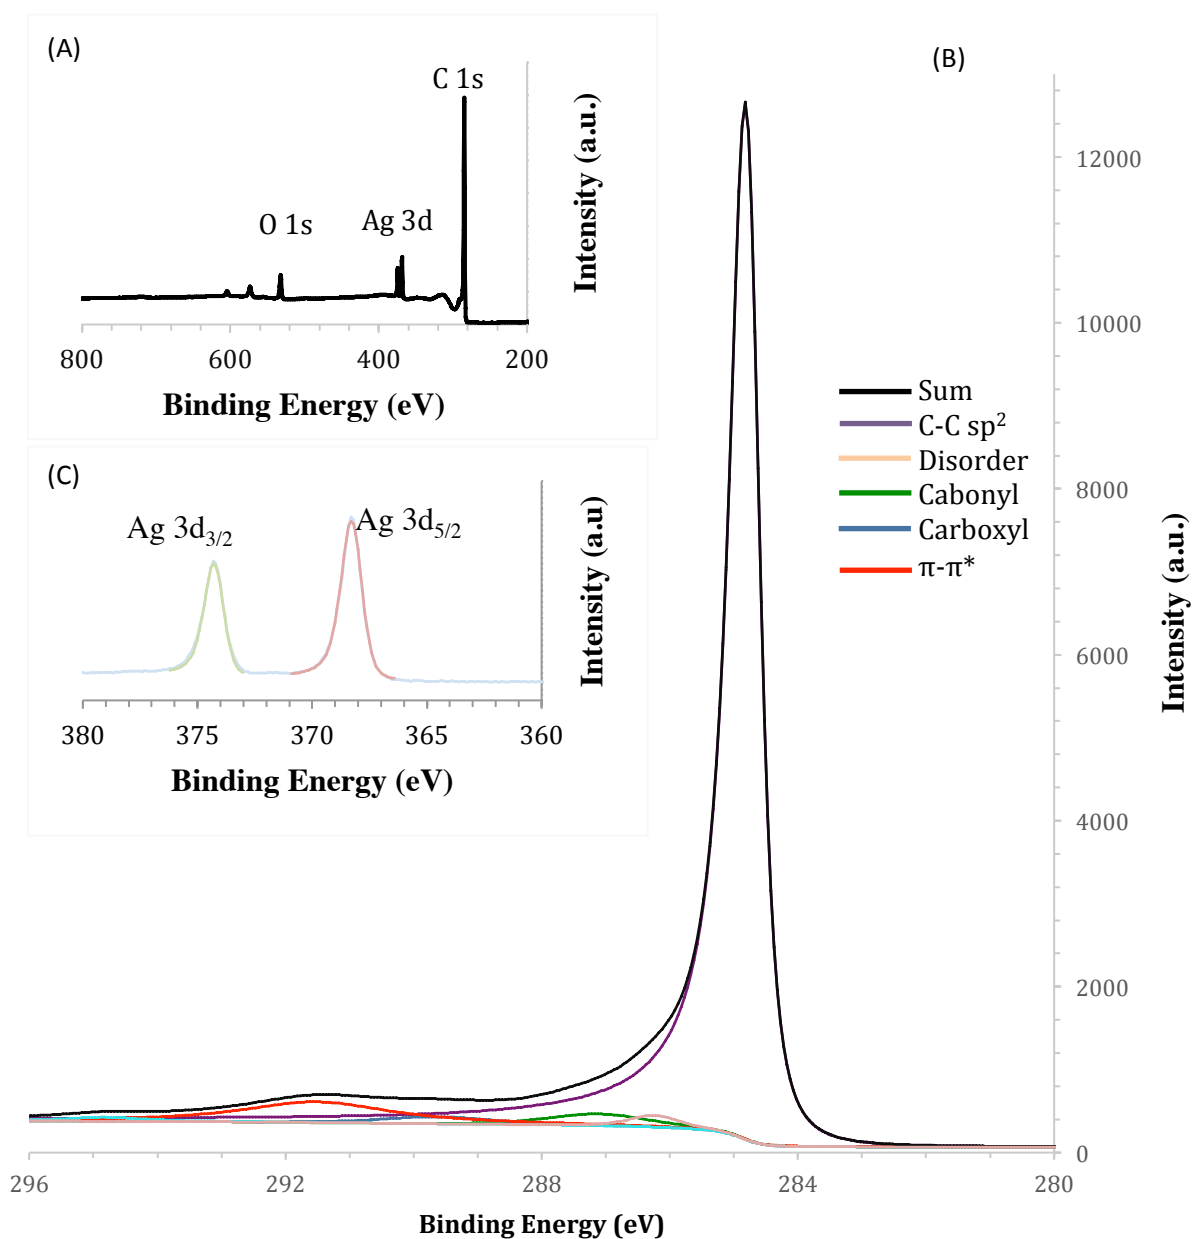 (A)
C 1s
O 1s
Ag 3d
Intensity (a.u.)
800 600 400 200
Binding Energy (eV)
(B)
12000
10000
8000
6000
4000
2000
0
Intensity (a.u.)
Sum
C-C sp²
Disorder
Cabonyl
Carboxyl
π-π*
(C)
Ag 3d₃/₂
Ag 3d₅/₂
Intensity (a.u)
380 375 370 365 360
Binding Energy (eV)
296 292 288 284 280
Binding Energy (eV)